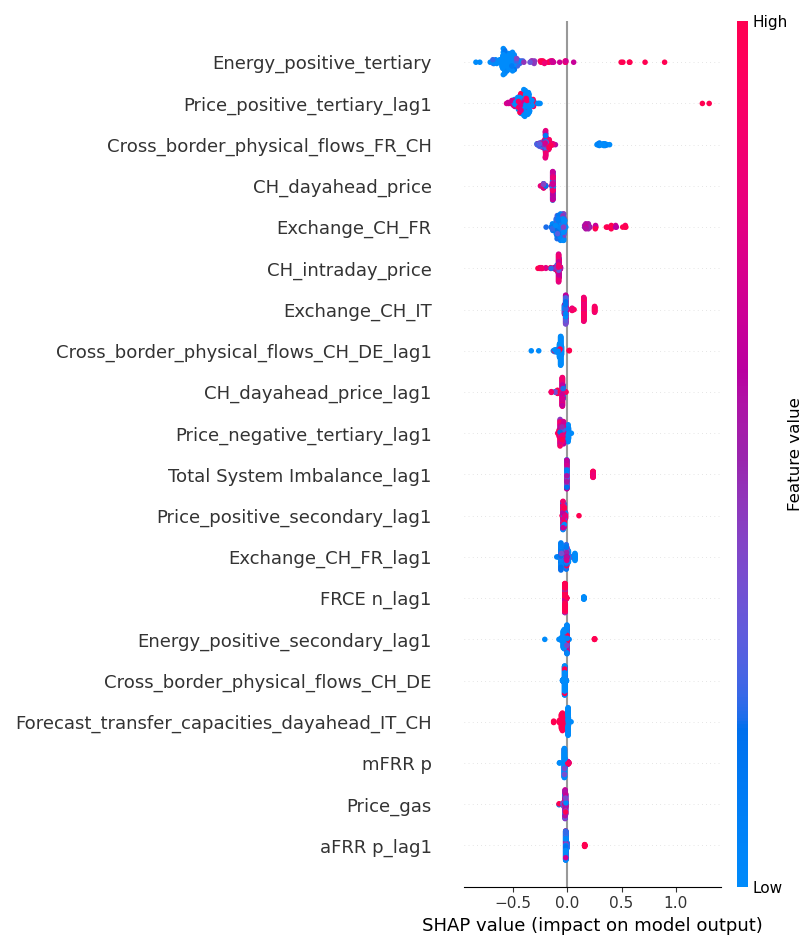 High
Energy_positive_tertiary
Price_positive_tertiary_lag1
Cross_border_physical_flows_FR_CH
CH_dayahead_price
Exchange_CH_FR
CH_intraday_price
Exchange_CH_IT
Cross_border_physical_flows_CH_DE_lag1
CH_dayahead_price_lag1
Price_negative_tertiary_lag1
Total System Imbalance_lag1
Price_positive_secondary_lag1
Exchange_CH_FR_lag1
FRCE n_lag1
Energy_positive_secondary_lag1
Cross_border_physical_flows_CH_DE
Forecast_transfer_capacities_dayahead_IT_CH
mFRR p
Price_gas
aFRR p_lag1
Feature value
Low
−0.5 0.0 0.5 1.0
SHAP value (impact on model output)